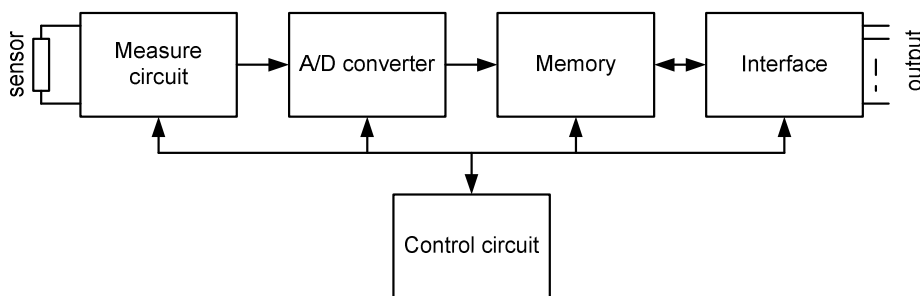 sensor
Measure
circuit
A/D converter
Memory
Interface
output
Control circuit